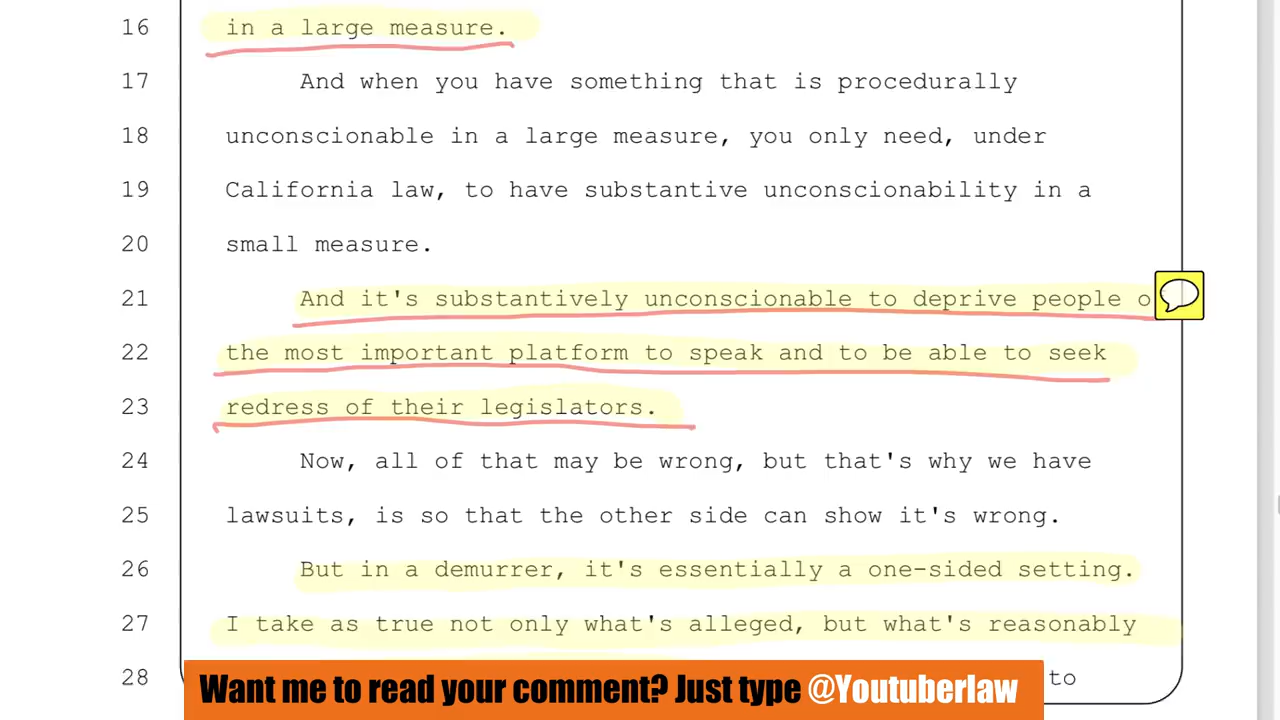 16 in a large measure.
17 And when you have something that is procedurally
18 unconscionable in a large measure, you only need, under
19 California law, to have substantive unconscionability in a
20 small measure.
21 And it's substantively unconscionable to deprive people
22 the most important platform to speak and to be able to seek
23 redress of their legislators.
24 Now, all of that may be wrong, but that's why we have
25 lawsuits, is so that the other side can show it's wrong.
26 But in a demurrer, it's essentially a one-sided setting.
27 I take as true not only what's alleged, but what's reasonably
28 to
Want me to read your comment? Just type @Youtuberlaw